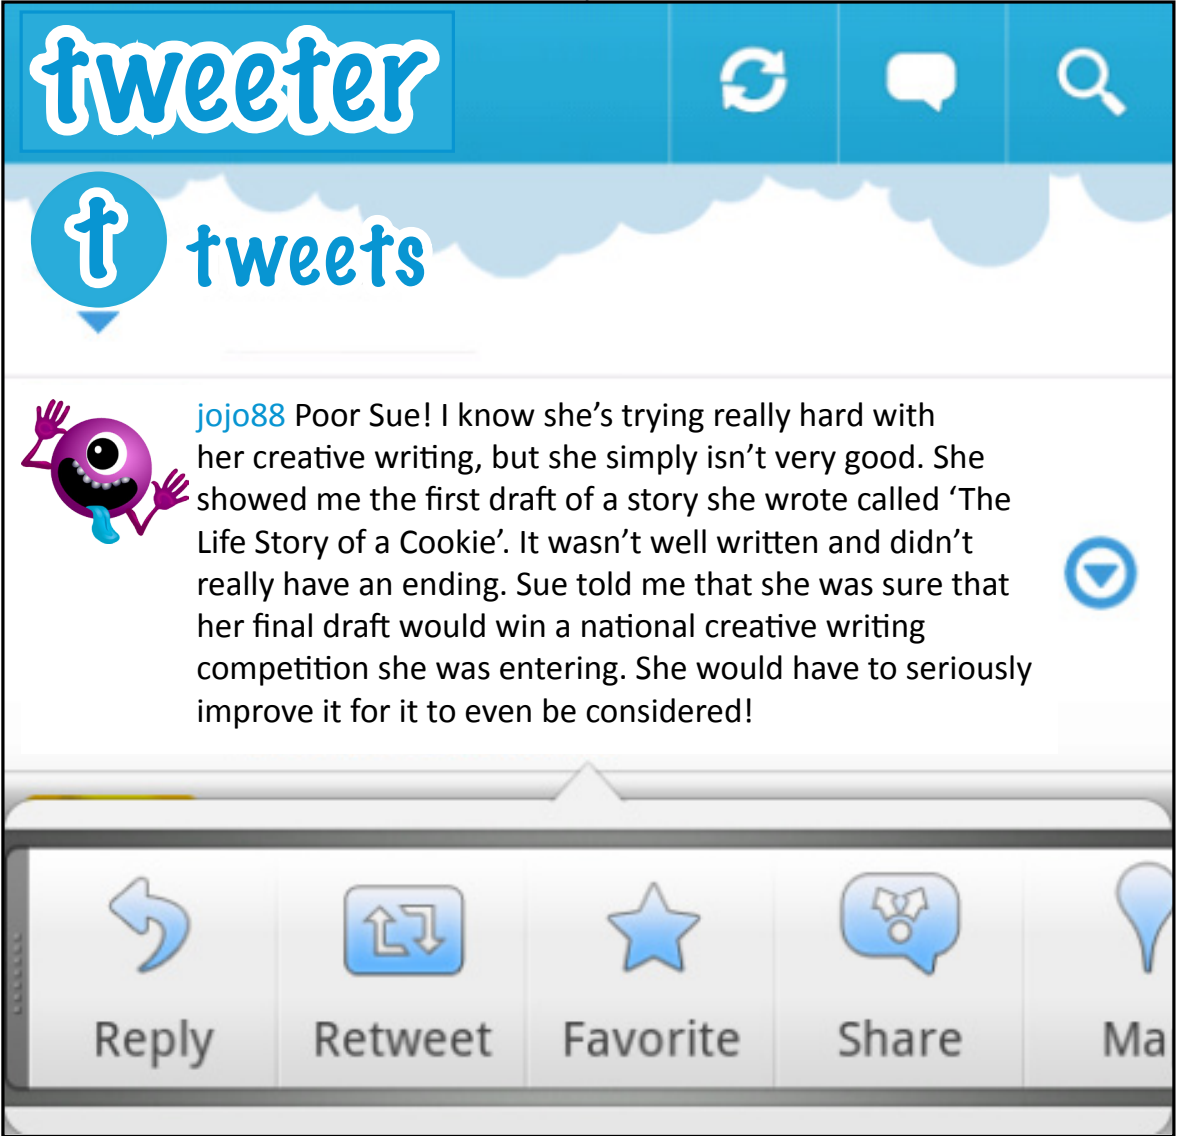 tweeter
t
tweets
jojo88 Poor Sue! I know she’s trying really hard with
her creative writing, but she simply isn’t very good. She
showed me the first draft of a story she wrote called ‘The
Life Story of a Cookie’. It wasn’t well written and didn’t
really have an ending. Sue told me that she was sure that
her final draft would win a national creative writing
competition she was entering. She would have to seriously
improve it for it to even be considered!
Reply Retweet Favorite Share Ma